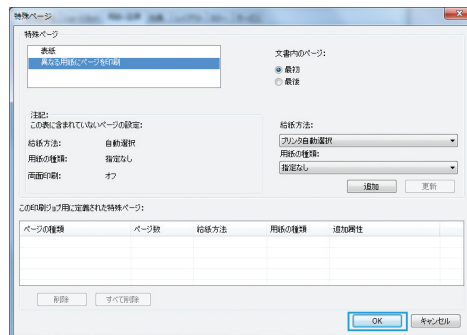 特殊ページ
特殊ページ
表紙
異なる用紙にページを印刷
文書内のページ:
最初
最後
注記:
この表に含まれていないページの設定:
給紙方法: 自動選択
用紙の種類: 指定なし
両面印刷: オフ
給紙方法:
プリンタ自動選択
用紙の種類:
指定なし
追加 更新
この印刷ジョブ用に定義された特殊ページ:
ページの種類 ページ数 給紙方法 用紙の種類 追加属性
削除 すべて削除
OK キャンセル